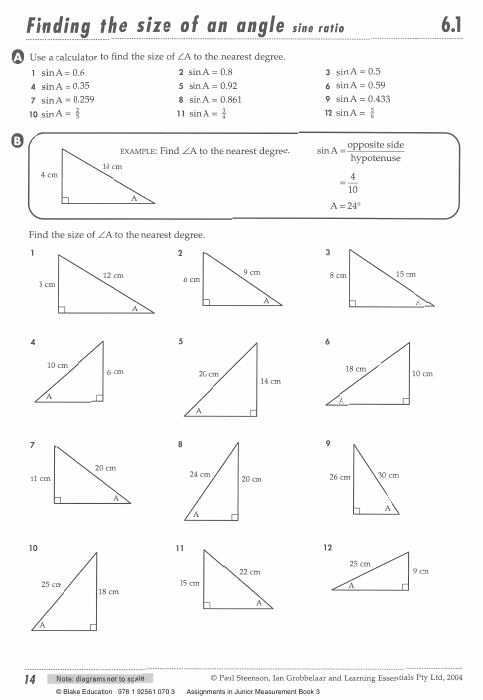 Finding the size of an angle sine ratio 6.1
A Use a calculator to find the size of ∠A to the nearest degree.
1 sin A = 0.6 2 sin A = 0.8 3 sin A = 0.5
4 sin A = 0.35 5 sin A = 0.92 6 sin A = 0.59
7 sin A = 0.259 8 sin A = 0.861 9 sin A = 0.433
10 sin A = 11 sin A = 3/4 12 sin A = 5/6
B
EXAMPLE: Find ∠A to the nearest degree.
4 cm 10 cm A
sin A = opposite side / hypotenuse
= 4/10
A = 24°
Find the size of ∠A to the nearest degree.
1 2 3
12 cm 9 cm 15 cm
3 cm 6 cm 8 cm
A A A
4 5 6
10 cm 6 cm 20 cm 14 cm 18 cm 10 cm
A A A
7 8 9
11 cm 20 cm 24 cm 20 cm 26 cm 30 cm
A A A
10 11 12
25 cm 18 cm 15 cm 22 cm 25 cm 9 cm
A A A
14 Note: diagrams not to scale © Paul Steenson, Ian Grobbelaar and Learning Essentials Pty Ltd, 2004
© Blake Education 978 1 92561 070 3 Assignments in Junior Measurement Book 3